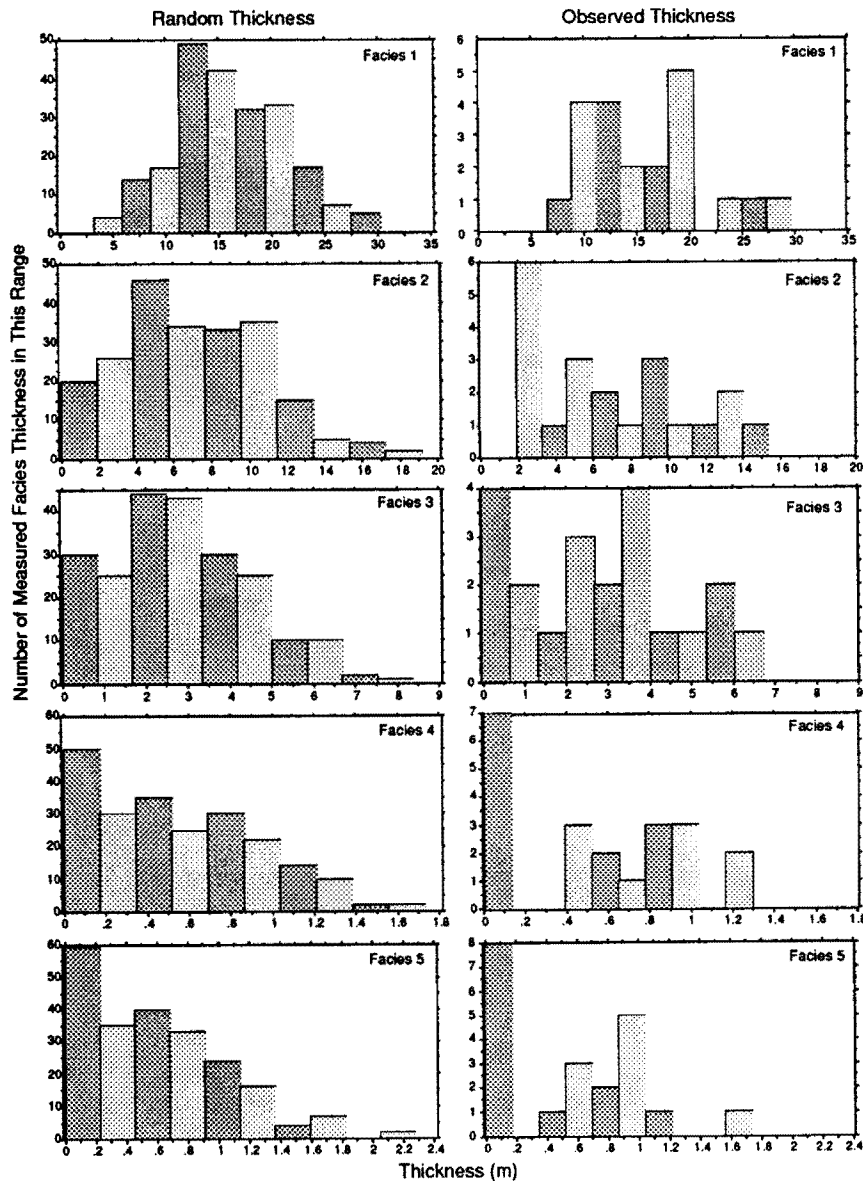 Random Thickness
Observed Thickness
Number of Measured Facies Thickness in This Range
Facies 1
50
40
30
20
10
0
0 5 10 15 20 25 30 35
Facies 1
6
5
4
3
2
1
0
0 5 10 15 20 25 30 35
Facies 2
50
40
30
20
10
0
0 2 4 6 8 10 12 14 16 18 20
Facies 2
6
5
4
3
2
1
0
0 2 4 6 8 10 12 14 16 18 20
Facies 3
40
30
20
10
0
0 1 2 3 4 5 6 7 8 9
Facies 3
4
3
2
1
0
0 1 2 3 4 5 6 7 8 9
Facies 4
60
50
40
30
20
10
0
0 .2 .4 .6 .8 1 1.2 1.4 1.6 1.8
Facies 4
7
6
5
4
3
2
1
0
0 .2 .4 .6 .8 1 1.2 1.4 1.6 1.8
Facies 5
60
50
40
30
20
10
0
0 .2 .4 .6 .8 1 1.2 1.4 1.6 1.8 2 2.2 2.4
Facies 5
8
7
6
5
4
3
2
1
0
0 .2 .4 .6 .8 1 1.2 1.4 1.6 1.8 2 2.2 2.4
Thickness (m)